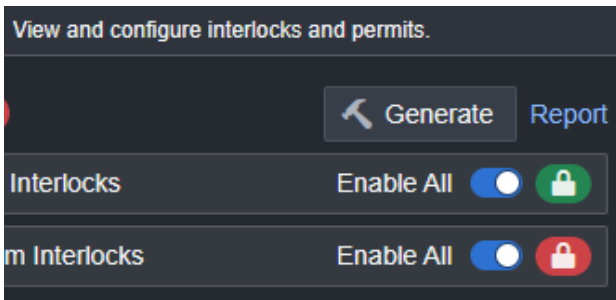 View and configure interlocks and permits.
Generate Report
Interlocks Enable All
m Interlocks Enable All